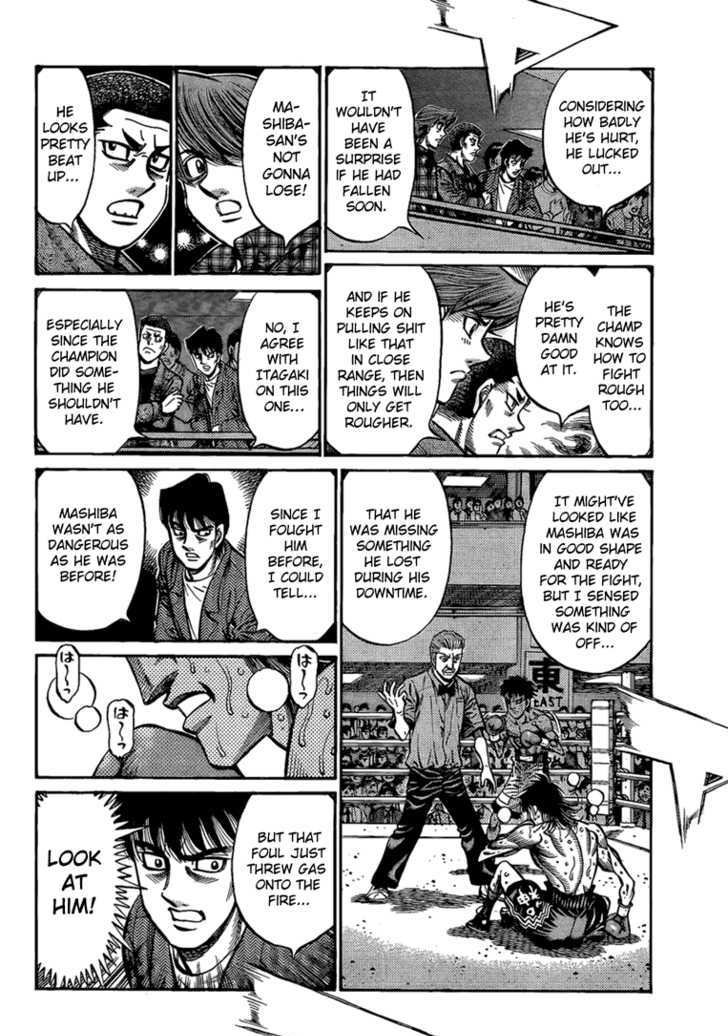 CONSIDERING
HOW BADLY
HE'S HURT,
HE LUCKED
OUT...
IT
WOULDN'T
HAVE
BEEN A
SURPRISE
IF HE HAD
FALLEN
SOON.
MA-
SHIBA-
SAN'S
NOT
GONNA
LOSE!
HE
LOOKS
PRETTY
BEAT
UP...
THE
CHAMP
KNOWS
HOW TO
FIGHT
ROUGH
TOO...
HE'S
PRETTY
DAMN
GOOD
AT IT.
AND IF HE
KEEPS ON
PULLING SHIT
LIKE THAT
IN CLOSE
RANGE, THEN
THINGS WILL
ONLY GET
ROUGHER.
NO, I
AGREE
WITH
ITAGAKI
ON THIS
ONE...
ESPECIALLY
SINCE THE
CHAMPION
DID SOME-
THING HE
SHOULDN'T
HAVE.
IT MIGHT'VE
LOOKED LIKE
MASHIBA WAS
IN GOOD SHAPE
AND READY
FOR THE FIGHT,
BUT I SENSED
SOMETHING
WAS KIND OF
OFF...
THAT HE
WAS MISSING
SOMETHING
HE LOST
DURING HIS
DOWNTIME.
東
EAST
SINCE I
FOUGHT
HIM
BEFORE,
I COULD
TELL...
MASHIBA
WASN'T AS
DANGEROUS
AS HE WAS
BEFORE!
は〜っ
は〜っ
は〜っ
BUT THAT
FOUL JUST
THREW GAS
ONTO THE
FIRE...
LOOK
AT
HIM!